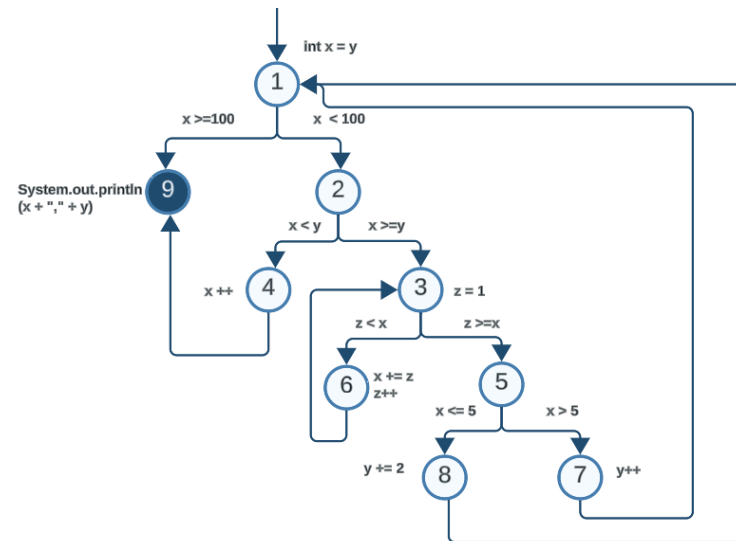 int x = y
1
x >=100
x < 100
System.out.println
(x + "," + y)
9
2
x < y
x >=y
x ++
4
3
z = 1
z < x
z >=x
6
x += z
z++
5
x <= 5
x > 5
y += 2
8
7
y++